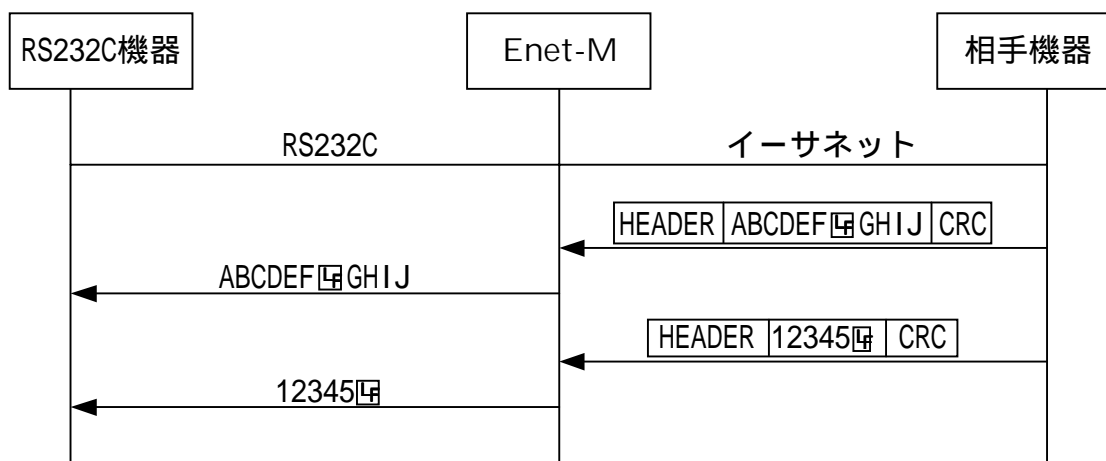 RS232C機器 Enet-M 相手機器
RS232C イーサネット
HEADER ABCDEF␊GHIJ CRC
ABCDEF␊GHIJ
HEADER 12345␊ CRC
12345␊